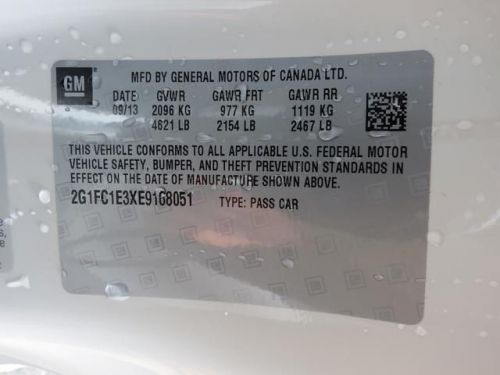 GM
MFD BY GENERAL MOTORS OF CANADA LTD.
DATE GVWR GAWR FRT GAWR RR
09/13 2096 KG 977 KG 1119 KG
4621 LB 2154 LB 2467 LB
THIS VEHICLE CONFORMS TO ALL APPLICABLE U.S. FEDERAL MOTOR
VEHICLE SAFETY, BUMPER, AND THEFT PREVENTION STANDARDS
IN EFFECT ON THE DATE OF MANUFACTURE SHOWN ABOVE.
2G1FC1E3XE9168051 TYPE: PASS CAR